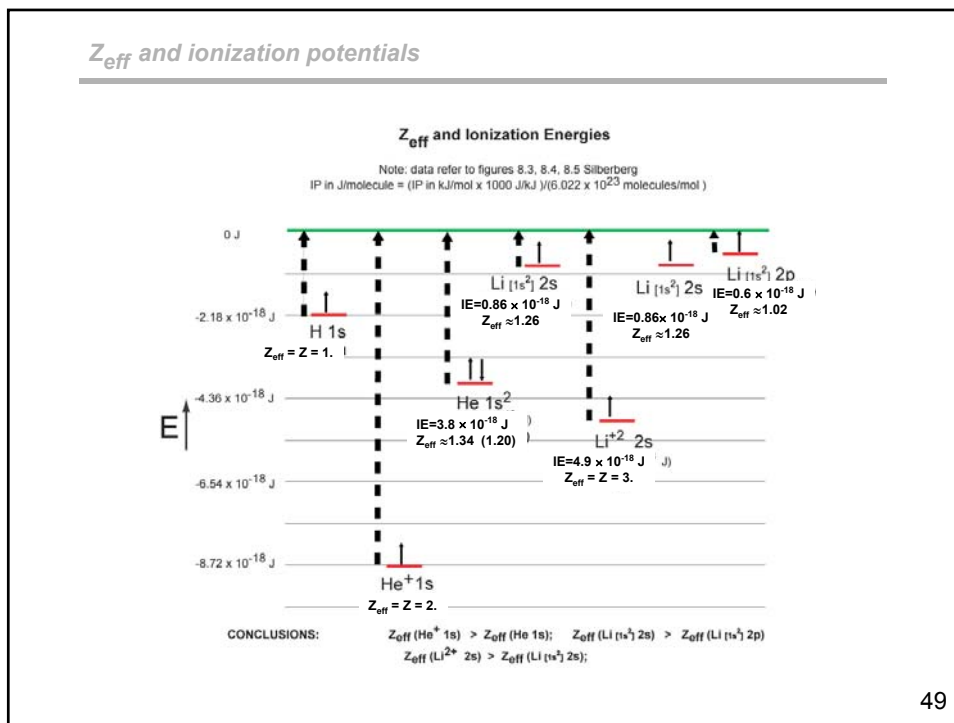 Zeff and ionization potentials
Zeff and Ionization Energies
Note: data refer to figures 8.3, 8.4, 8.5 Silberberg
IP in J/molecule = (IP in kJ/mol x 1000 J/kJ )/(6.022 x 10²³ molecules/mol )
0 J
Li [1s²] 2s
IE=0.86 × 10⁻¹⁸ J
Zeff ≈1.26
Li [1s²] 2s
IE=0.86× 10⁻¹⁸ J
Zeff ≈1.26
Li [1s²] 2p
IE=0.6 × 10⁻¹⁸ J
Zeff ≈1.02
-2.18 x 10⁻¹⁸ J
H 1s
Zeff = Z = 1.
-4.36 x 10⁻¹⁸ J
He 1s²
IE=3.8 × 10⁻¹⁸ J
Zeff ≈1.34 (1.20)
E
Li⁺² 2s
IE=4.9 × 10⁻¹⁸ J J)
Zeff = Z = 3.
-6.54 x 10⁻¹⁸ J
-8.72 x 10⁻¹⁸ J
He⁺ 1s
Zeff = Z = 2.
CONCLUSIONS: Zeff (He⁺ 1s) > Zeff (He 1s); Zeff (Li [1s²] 2s) > Zeff (Li [1s²] 2p)
Zeff (Li²⁺ 2s) > Zeff (Li [1s²] 2s);
49